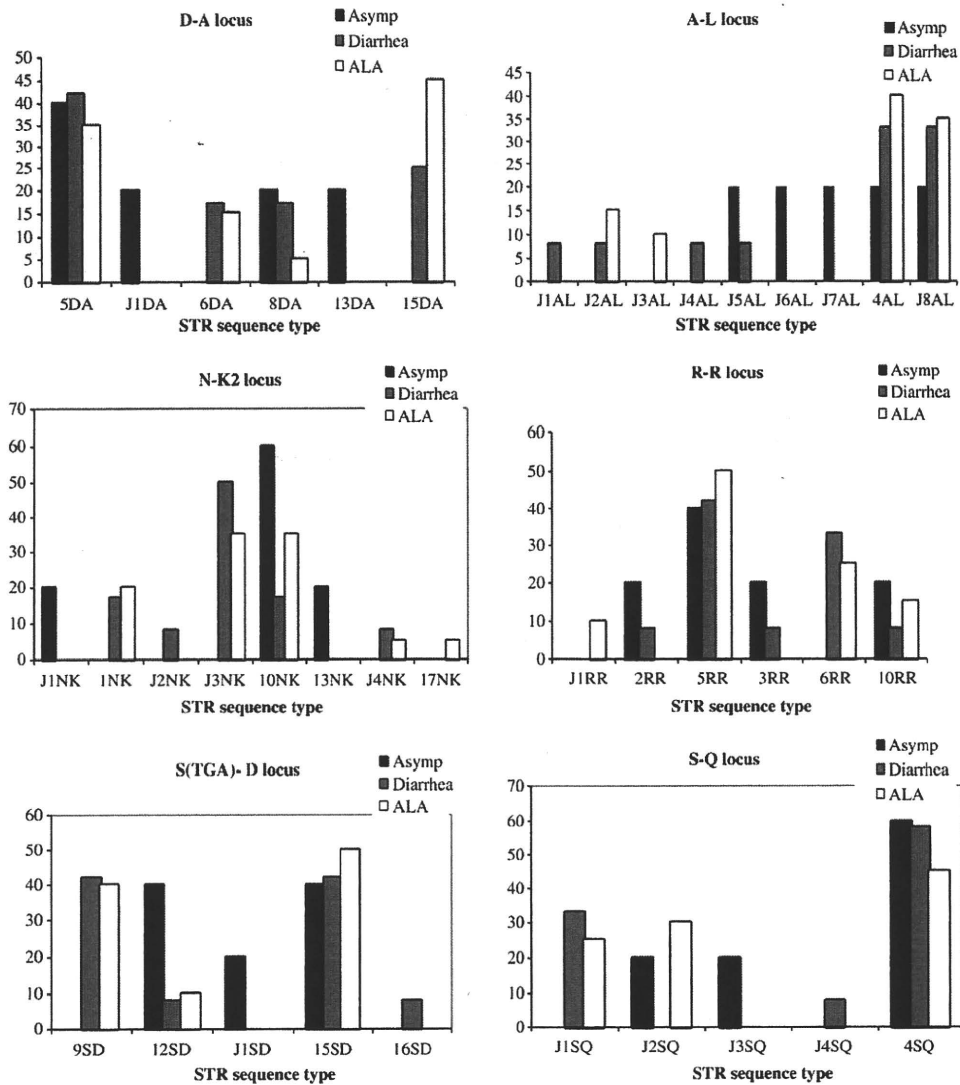 D-A locus
Asymp
Diarrhea
ALA
50
45
40
35
30
25
20
15
10
5
0
5DA J1DA 6DA 8DA 13DA 15DA
STR sequence type
A-L locus
Asymp
Diarrhea
ALA
45
40
35
30
25
20
15
10
5
0
J1AL J2AL J3AL J4AL J5AL J6AL J7AL 4AL J8AL
STR sequence type
N-K2 locus
Asymp
Diarrhea
ALA
70
60
50
40
30
20
10
0
J1NK 1NK J2NK J3NK 10NK 13NK J4NK 17NK
STR sequence type
R-R locus
Asymp
Diarrhea
ALA
60
50
40
30
20
10
0
J1RR 2RR 5RR 3RR 6RR 10RR
STR sequence type
S(TGA)- D locus
Asymp
Diarrhea
ALA
60
50
40
30
20
10
0
9SD 12SD J1SD 15SD 16SD
STR sequence type
S-Q locus
Asymp
Diarrhea
ALA
70
60
50
40
30
20
10
0
J1SQ J2SQ J3SQ J4SQ 4SQ
STR sequence type